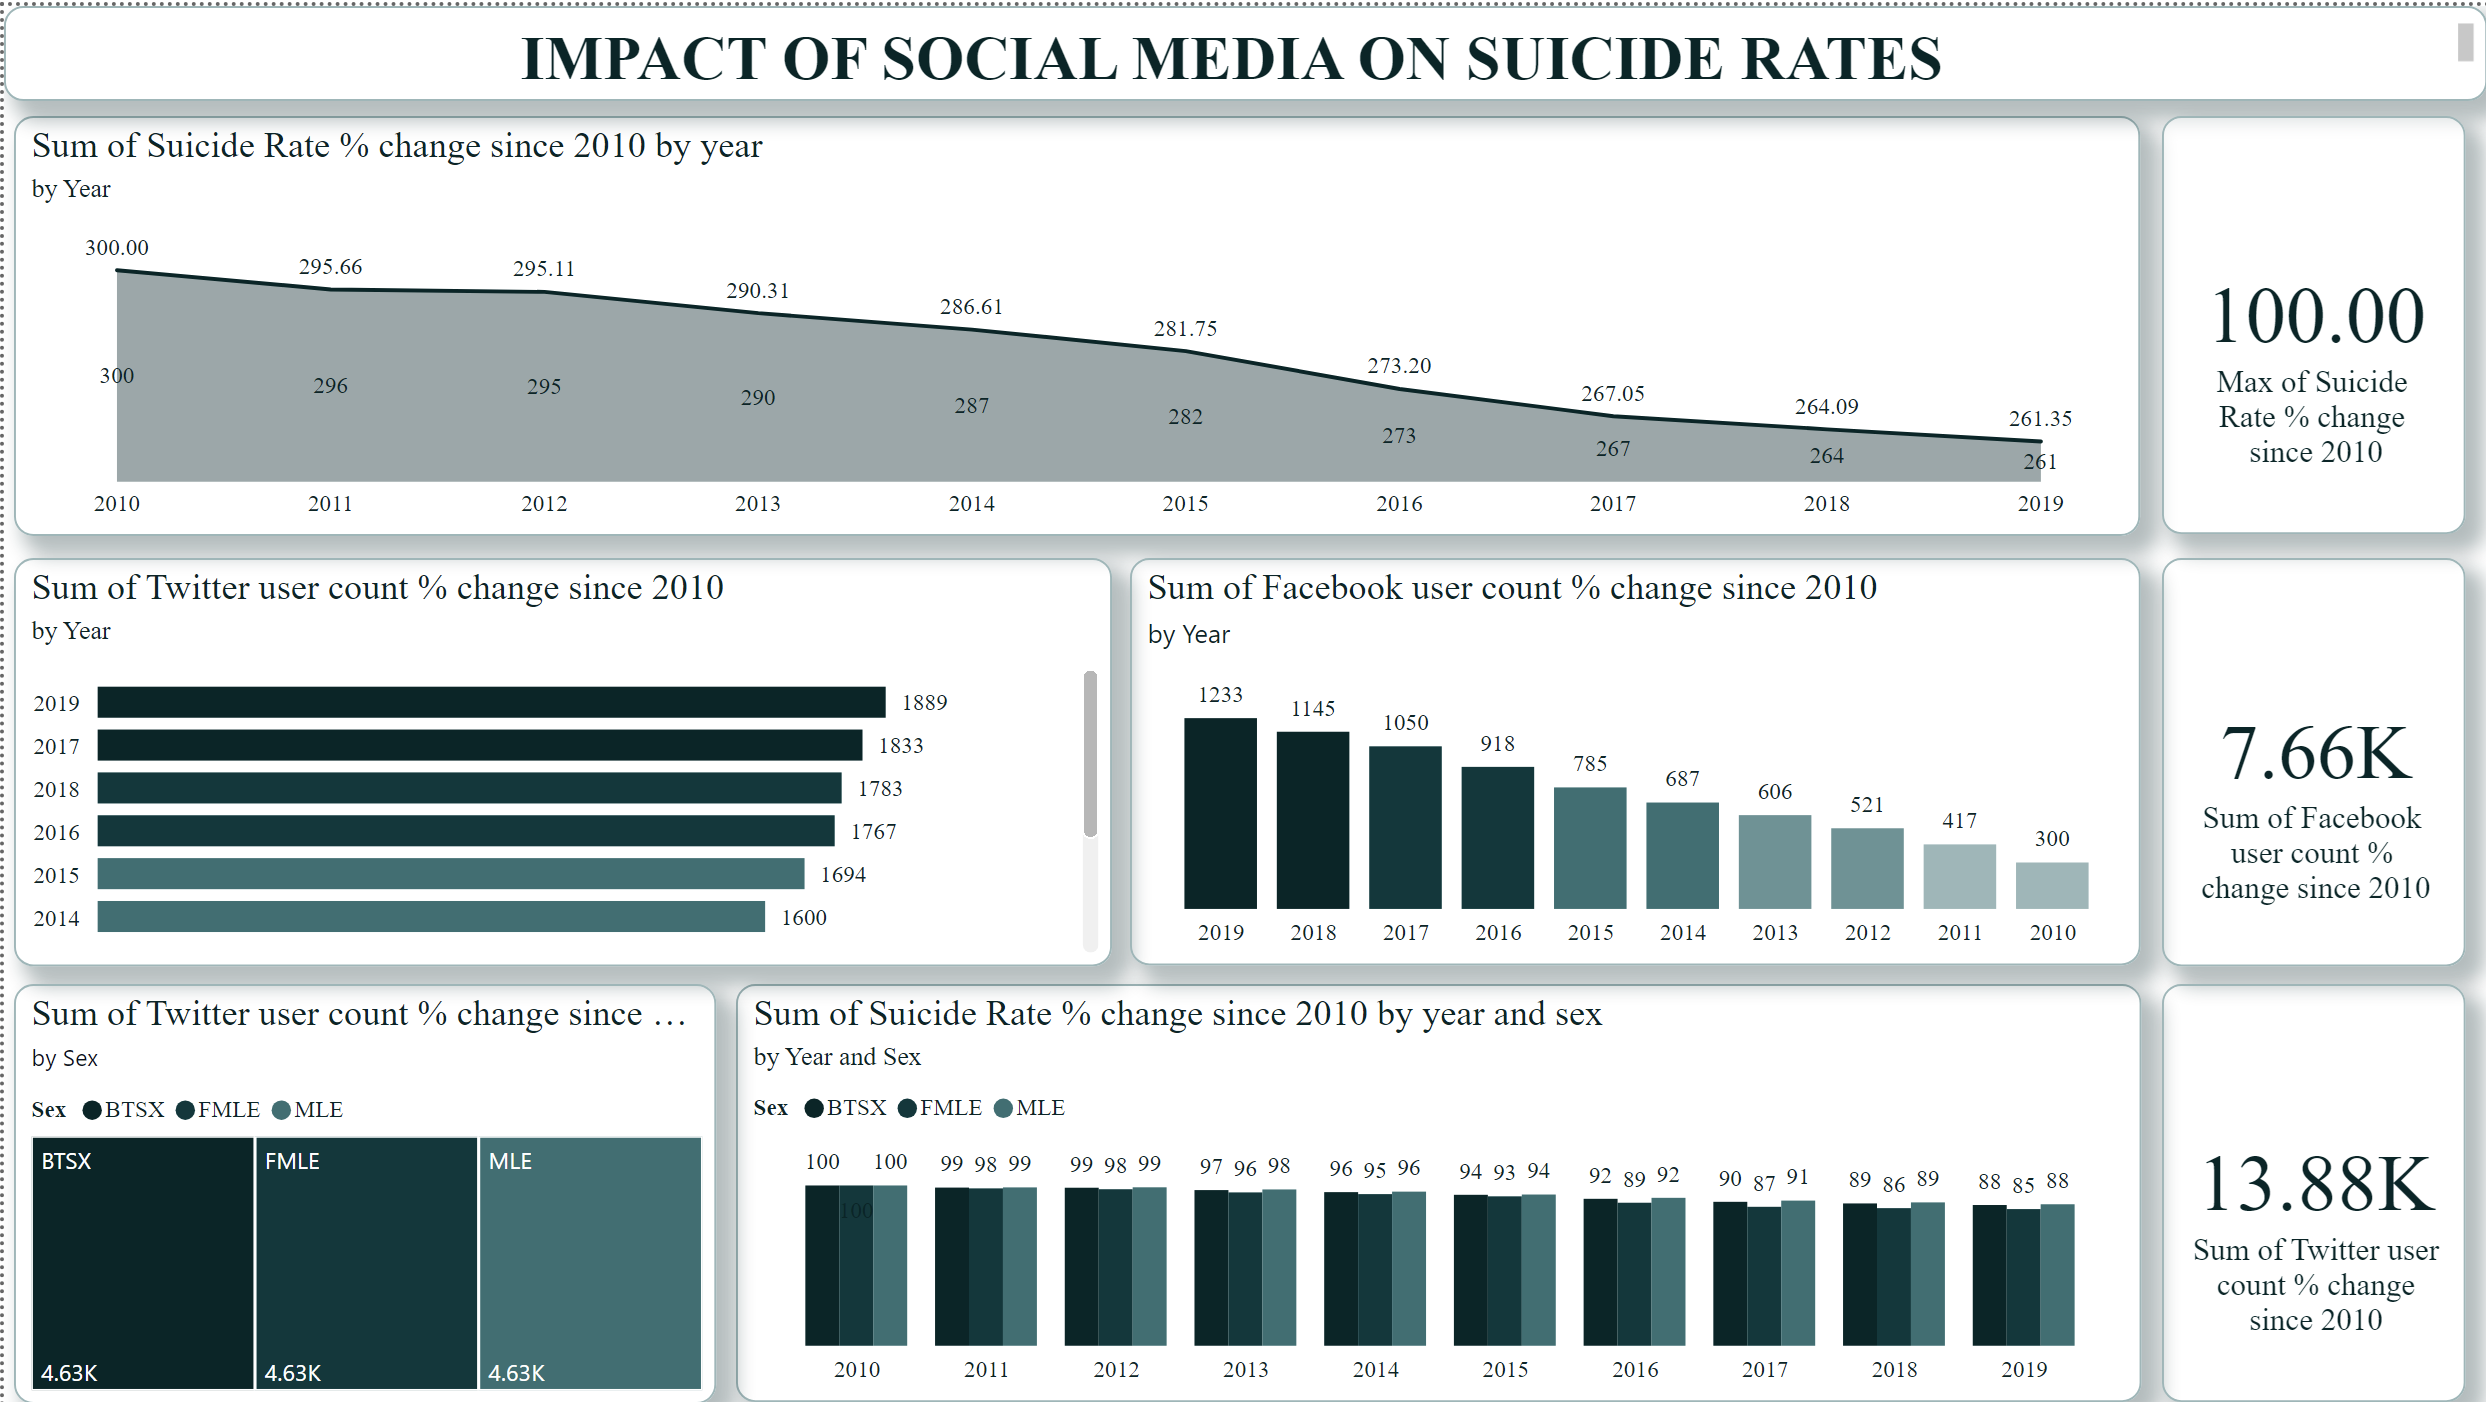 IMPACT OF SOCIAL MEDIA ON SUICIDE RATES
Sum of Suicide Rate % change since 2010 by year
by Year
300.00
295.66
295.11
290.31
286.61
281.75
273.20
267.05
264.09
261.35
300
296
295
290
287
282
273
267
264
261
2010 2011 2012 2013 2014 2015 2016 2017 2018 2019
100.00
Max of Suicide
Rate % change
since 2010
Sum of Twitter user count % change since 2010
by Year
2019 1889
2017 1833
2018 1783
2016 1767
2015 1694
2014 1600
Sum of Facebook user count % change since 2010
by Year
1233
1145
1050
918
785
687
606
521
417
300
2019 2018 2017 2016 2015 2014 2013 2012 2011 2010
7.66K
Sum of Facebook
user count %
change since 2010
Sum of Twitter user count % change since ...
by Sex
Sex BTSX FMLE MLE
BTSX FMLE MLE
4.63K 4.63K 4.63K
Sum of Suicide Rate % change since 2010 by year and sex
by Year and Sex
Sex BTSX FMLE MLE
100 100 100
99 98 99
99 98 99
97 96 98
96 95 96
94 93 94
92 89 92
90 87 91
89 86 89
88 85 88
2010 2011 2012 2013 2014 2015 2016 2017 2018 2019
13.88K
Sum of Twitter user
count % change
since 2010